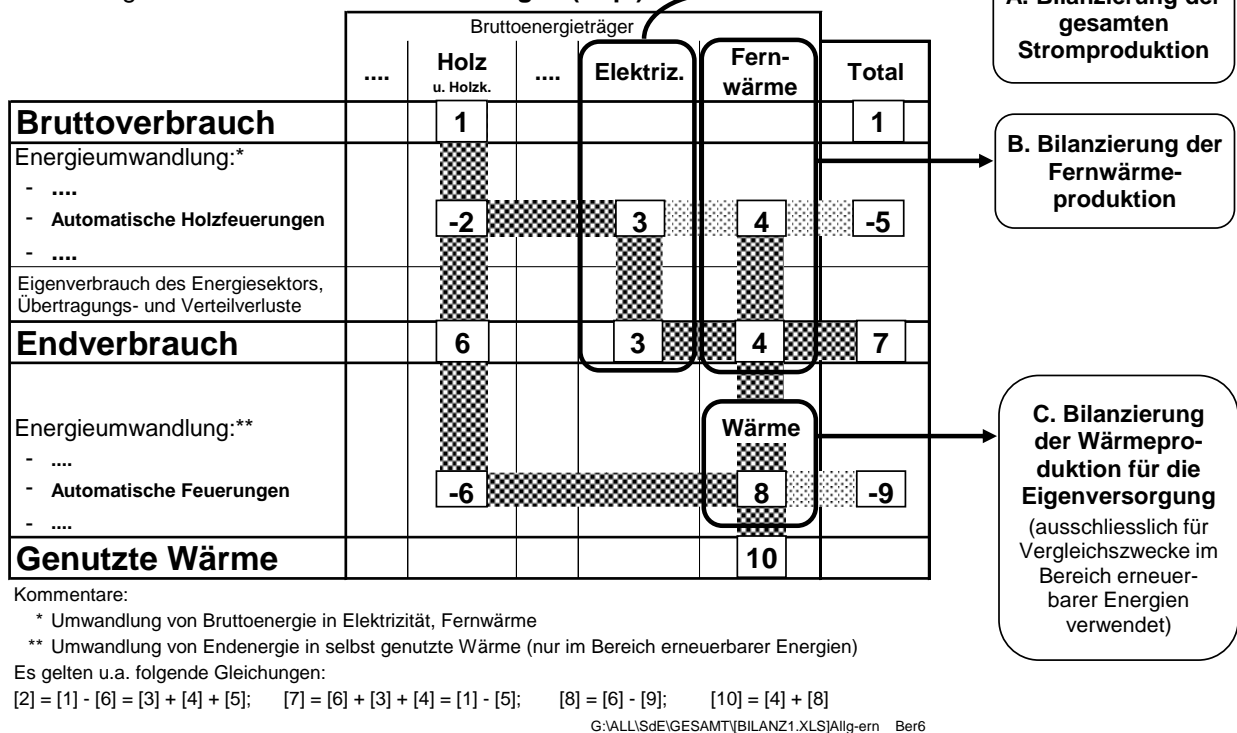 Bruttoenergieträger
.... Holz .... Elektriz. Fern- Total
u. Holzk. wärme
Bruttoverbrauch 1 1
Energieumwandlung:*
- ....
- Automatische Holzfeuerungen -2 3 4 -5
- ....
Eigenverbrauch des Energiesektors,
Übertragungs- und Verteilverluste
Endverbrauch 6 3 4 7
Energieumwandlung:** Wärme
- ....
- Automatische Feuerungen -6 8 -9
- ....
Genutzte Wärme 10
gesamten
Stromproduktion
B. Bilanzierung der
Fernwärme-
produktion
C. Bilanzierung
der Wärmepro-
duktion für die
Eigenversorgung
(ausschliesslich für
Vergleichszwecke im
Bereich erneuer-
barer Energien
verwendet)
Kommentare:
* Umwandlung von Bruttoenergie in Elektrizität, Fernwärme
** Umwandlung von Endenergie in selbst genutzte Wärme (nur im Bereich erneuerbarer Energien)
Es gelten u.a. folgende Gleichungen:
[2] = [1] - [6] = [3] + [4] + [5]; [7] = [6] + [3] + [4] = [1] - [5]; [8] = [6] - [9]; [10] = [4] + [8]
G:\ALL\SdE\GESAMT\[BILANZ1.XLS]Allg-ern Ber6